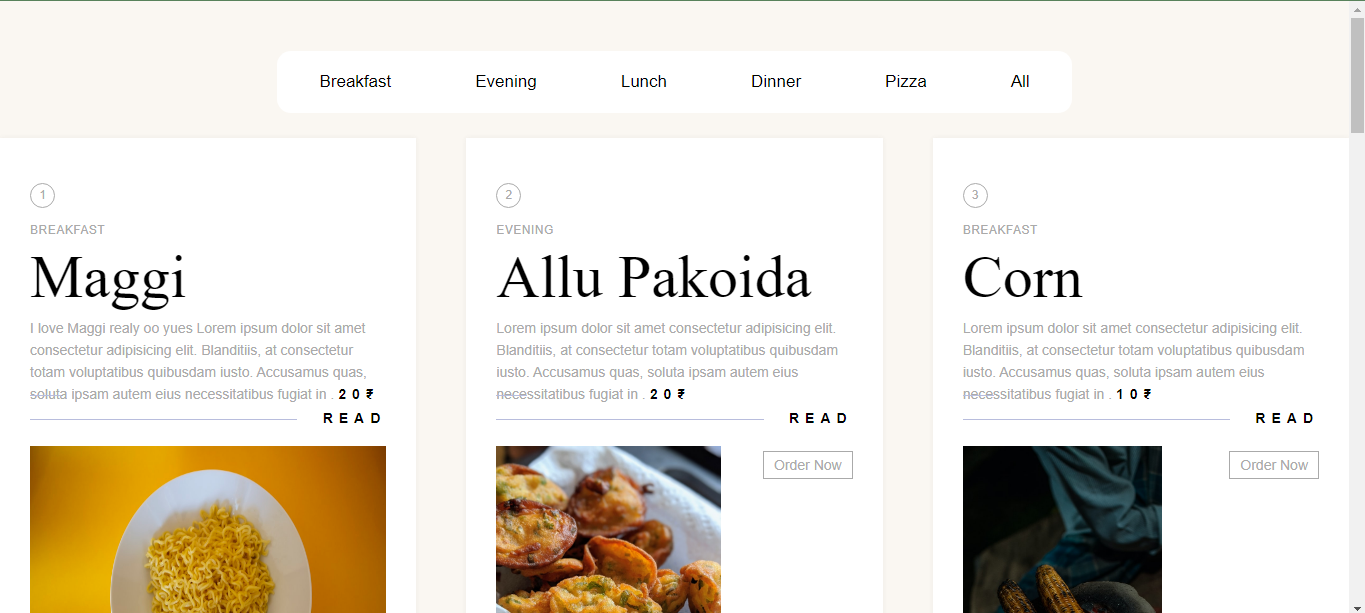 Breakfast Evening Lunch Dinner Pizza All
1
BREAKFAST
Maggi
I love Maggi realy oo yues Lorem ipsum dolor sit amet
consectetur adipisicing elit. Blanditiis, at consectetur
totam voluptatibus quibusdam iusto. Accusamus quas,
soluta ipsam autem eius necessitatibus fugiat in . 20 ₹
READ
2
EVENING
Allu Pakoida
Lorem ipsum dolor sit amet consectetur adipisicing elit.
Blanditiis, at consectetur totam voluptatibus quibusdam
iusto. Accusamus quas, soluta ipsam autem eius
necessitatibus fugiat in . 20 ₹
READ
Order Now
3
BREAKFAST
Corn
Lorem ipsum dolor sit amet consectetur adipisicing elit.
Blanditiis, at consectetur totam voluptatibus quibusdam
iusto. Accusamus quas, soluta ipsam autem eius
necessitatibus fugiat in . 10 ₹
READ
Order Now